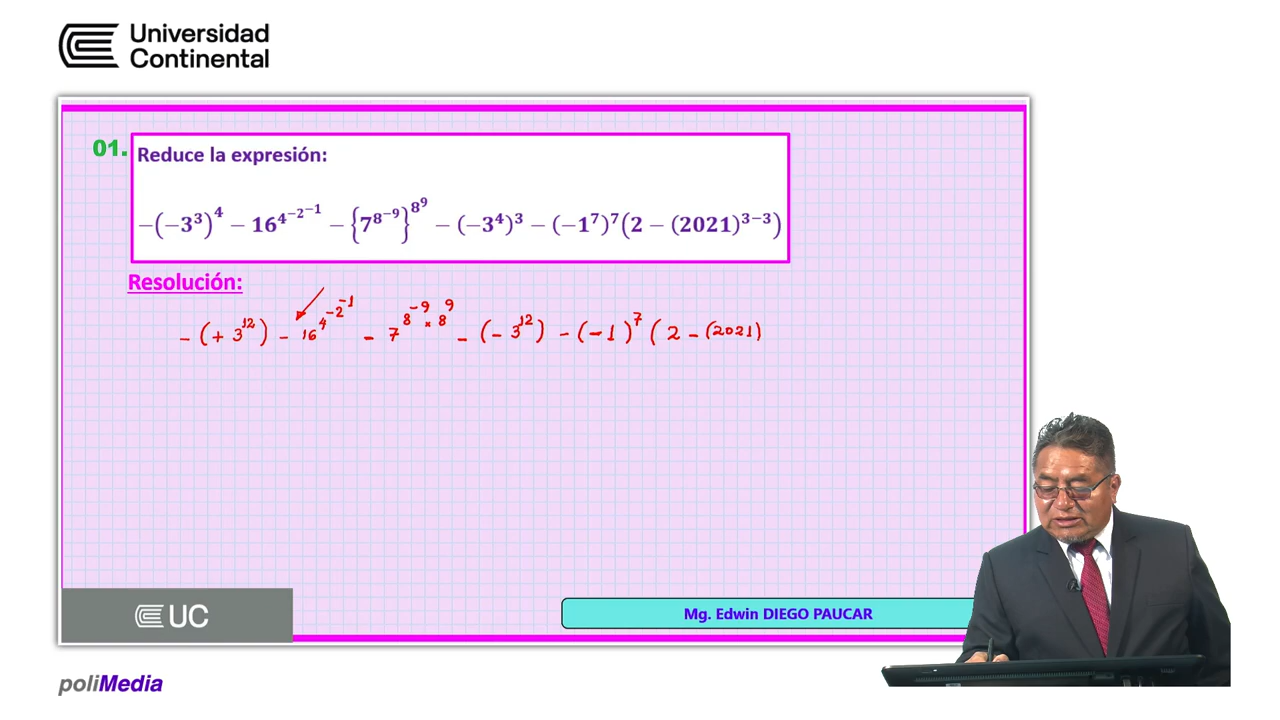 Universidad
Continental
01.
Reduce la expresión:
−(−3³)⁴ − 16^4^−2^−1 − {7^8^−9}^8^9 − (−3⁴)³ − (−1⁷)⁷(2 − (2021)³⁻³)
Resolución:
− (+ 3¹²) − 16^4^−2^−1 − 7^8^−9 × 8^9 − (− 3¹²) − (−1)⁷ (2 − (2021)
UC
Mg. Edwin DIEGO PAUCAR
poliMedia